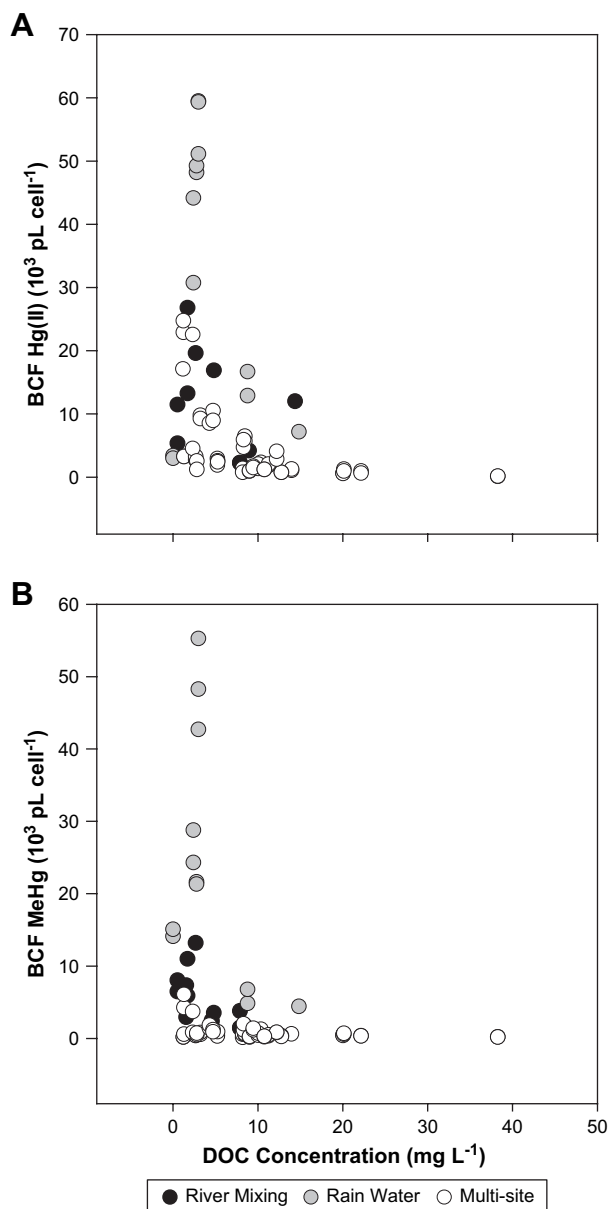 A
70
60
50
40
30
20
10
0
BCF Hg(II) (10³ pL cell⁻¹)
B
60
50
40
30
20
10
0
BCF MeHg (10³ pL cell⁻¹)
0 10 20 30 40 50
DOC Concentration (mg L⁻¹)
River Mixing Rain Water Multi-site